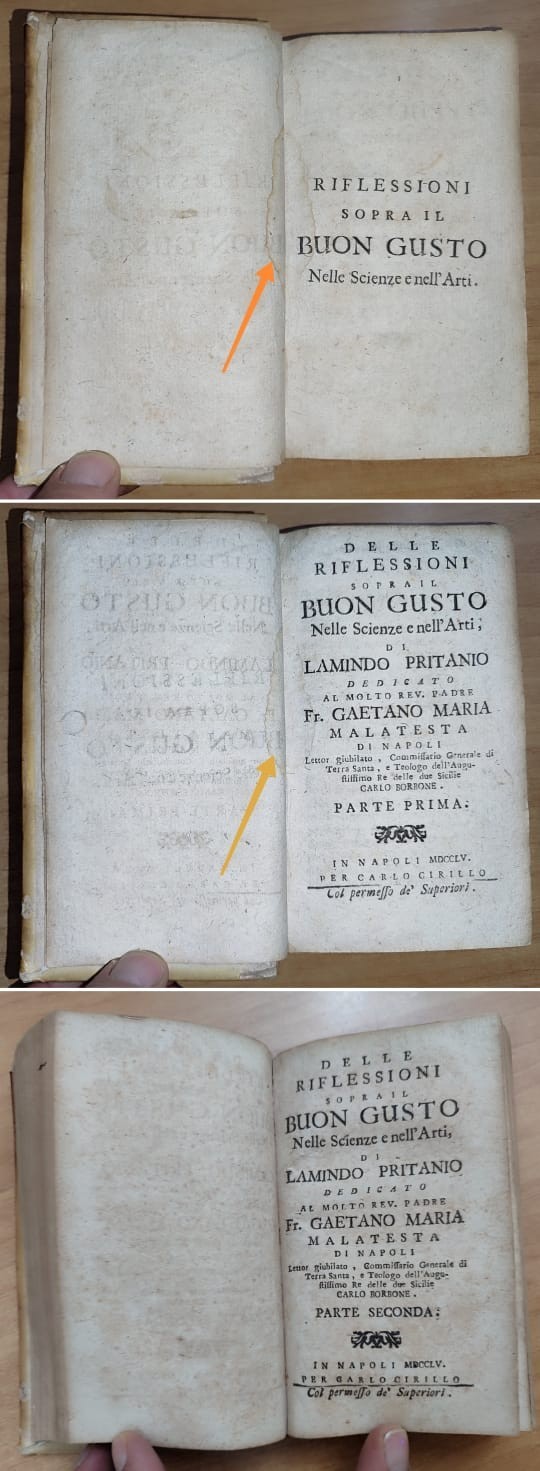 RIFLESSIONI
SOPRA IL
BUON GUSTO
Nelle Scienze e nell'Arti.
DELLE
RIFLESSIONI
SOPRA IL
BUON GUSTO
Nelle Scienze e nell'Arti,
DI
LAMINDO PRITANIO
DEDICATO
AL MOLTO REV. PADRE
Fr. GAETANO MARIA
MALATESTA
DI NAPOLI
Lettor giubilato, Commissario Generale di
Terra Santa, e Teologo dell'Augu-
stissimo Re delle due Sicilie
CARLO BORBONE.
PARTE PRIMA.
IN NAPOLI MDCCLV.
PER CARLO CIRILLO
Col permesso de' Superiori.
DELLE
RIFLESSIONI
SOPRA IL
BUON GUSTO
Nelle Scienze e nell'Arti,
DI
LAMINDO PRITANIO
DEDICATO
AL MOLTO REV. PADRE
Fr. GAETANO MARIA
MALATESTA
DI NAPOLI
Lettor giubilato, Commissario Generale di
Terra Santa, e Teologo dell'Augu-
stissimo Re delle due Sicilie
CARLO BORBONE.
PARTE SECONDA.
IN NAPOLI MDCCLV.
PER CARLO CIRILLO
Col permesso de' Superiori.